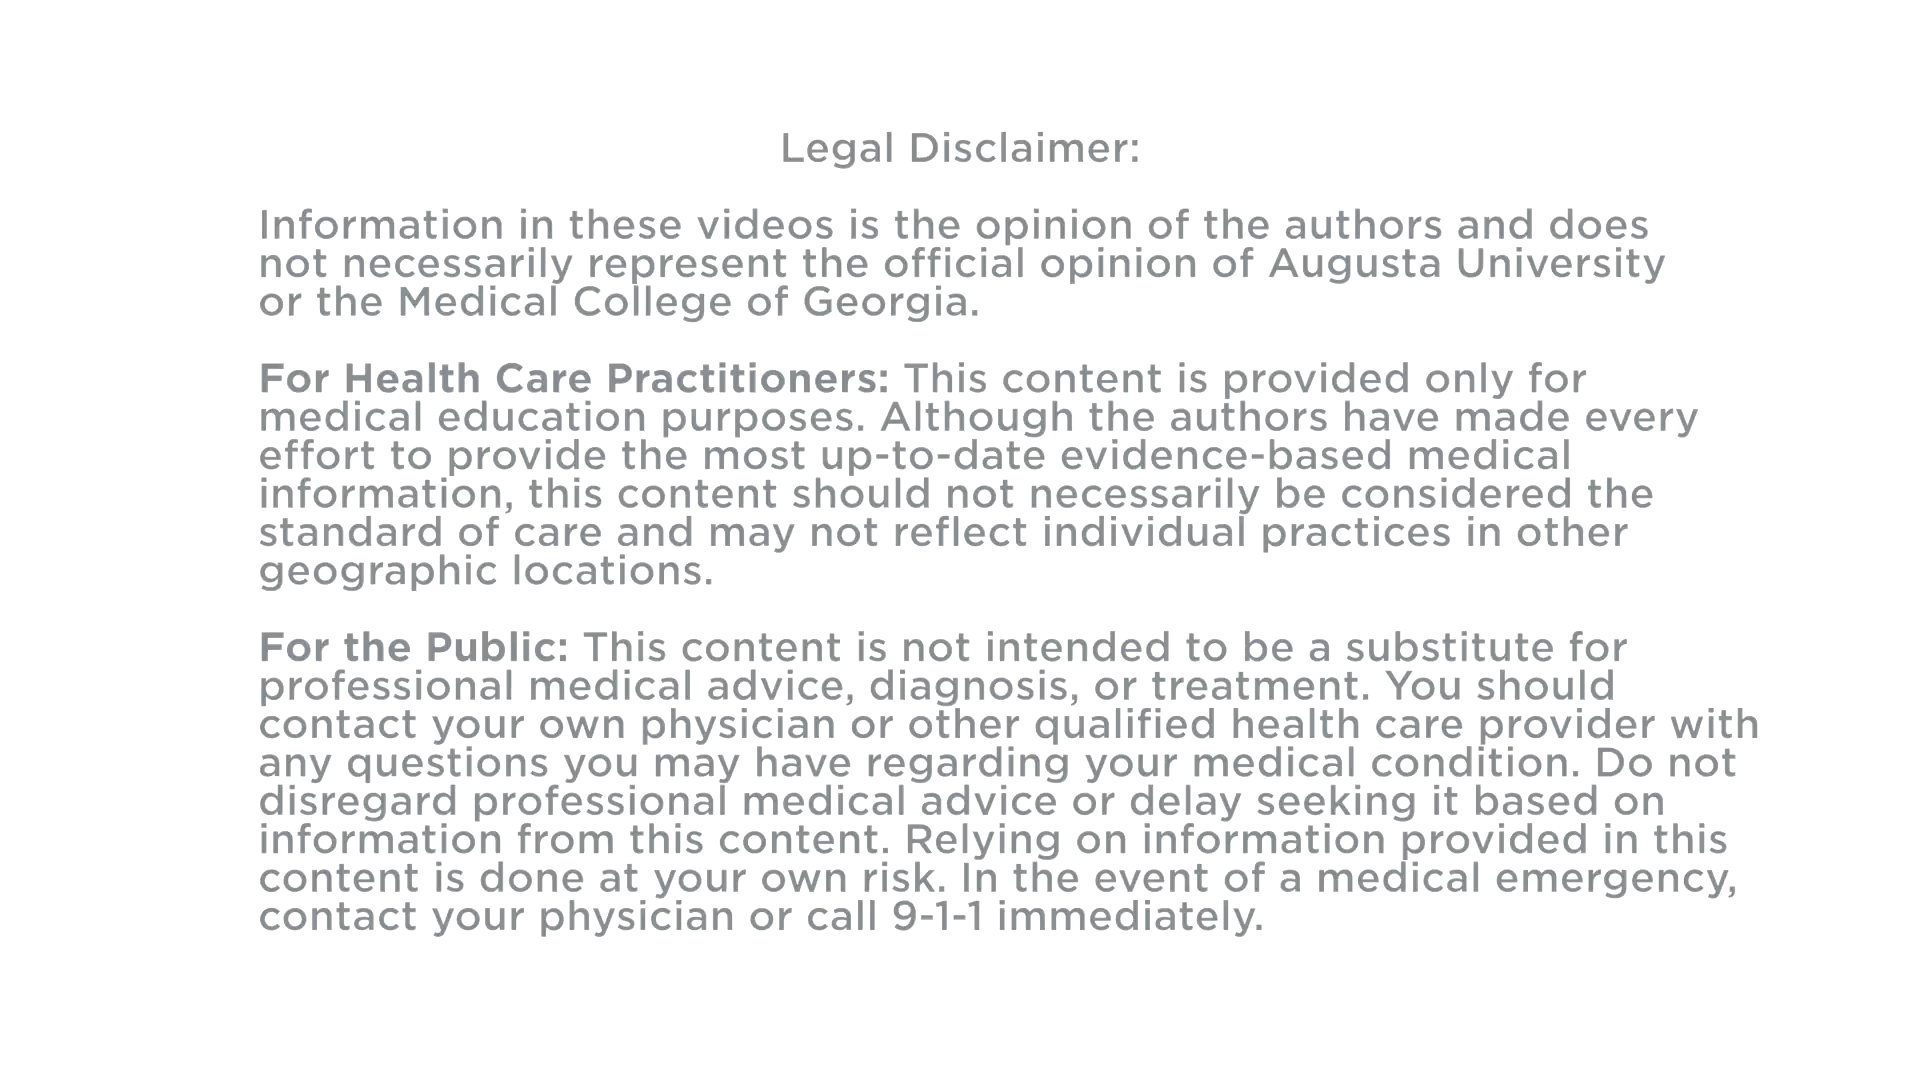 Legal Disclaimer:
Information in these videos is the opinion of the authors and does
not necessarily represent the official opinion of Augusta University
or the Medical College of Georgia.
For Health Care Practitioners: This content is provided only for
medical education purposes. Although the authors have made every
effort to provide the most up-to-date evidence-based medical
information, this content should not necessarily be considered the
standard of care and may not reflect individual practices in other
geographic locations.
For the Public: This content is not intended to be a substitute for
professional medical advice, diagnosis, or treatment. You should
contact your own physician or other qualified health care provider with
any questions you may have regarding your medical condition. Do not
disregard professional medical advice or delay seeking it based on
information from this content. Relying on information provided in this
content is done at your own risk. In the event of a medical emergency,
contact your physician or call 9-1-1 immediately.